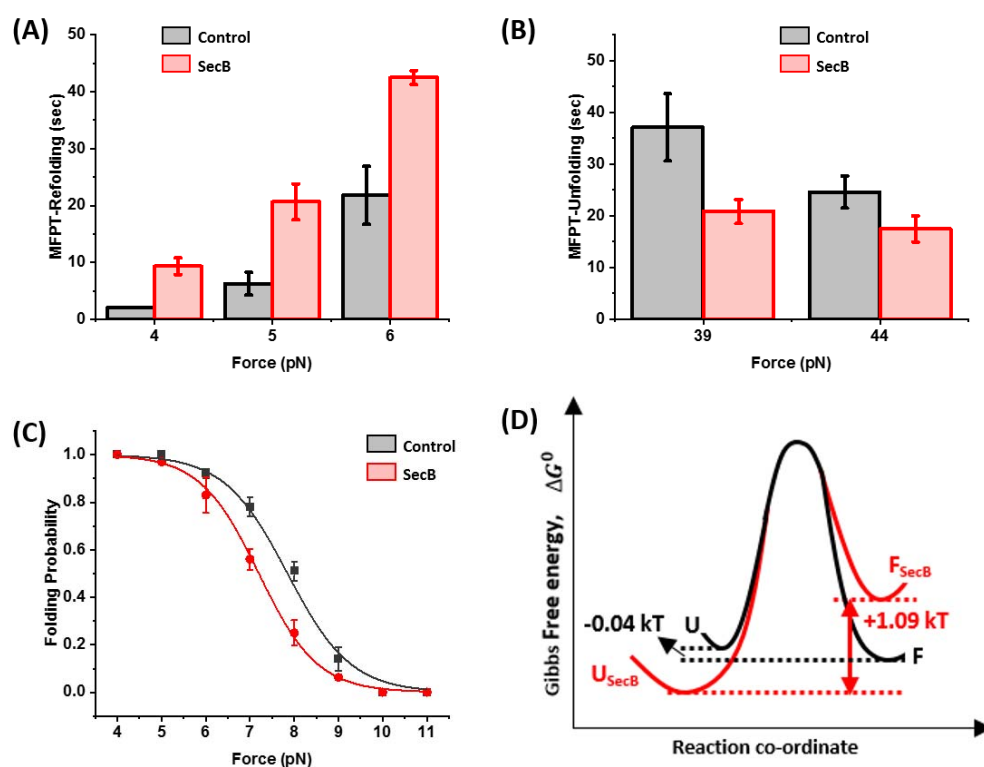 (A)
Control
SecB
MFPT-Refolding (sec)
50
40
30
20
10
0
4
5
6
Force (pN)
(B)
Control
SecB
MFPT-Unfolding (sec)
50
40
30
20
10
0
39
44
Force (pN)
(C)
Control
SecB
Folding Probability
1.0
0.8
0.6
0.4
0.2
0.0
4 5 6 7 8 9 10 11
Force (pN)
(D)
Gibbs Free energy, ΔG⁰
-0.04 kT
U
U_SecB
F_SecB
+1.09 kT
F
Reaction co-ordinate